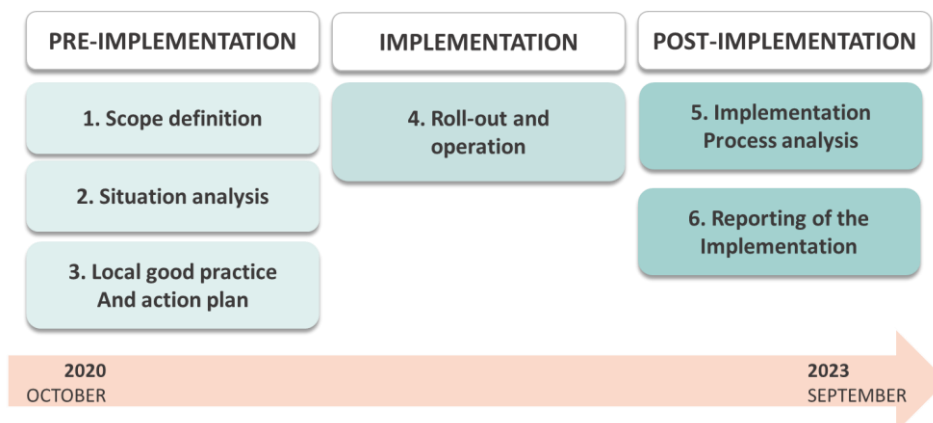 PRE-IMPLEMENTATION
IMPLEMENTATION
POST-IMPLEMENTATION
1. Scope definition
2. Situation analysis
3. Local good practice
And action plan
4. Roll-out and
operation
5. Implementation
Process analysis
6. Reporting of the
Implementation
2020
OCTOBER
2023
SEPTEMBER